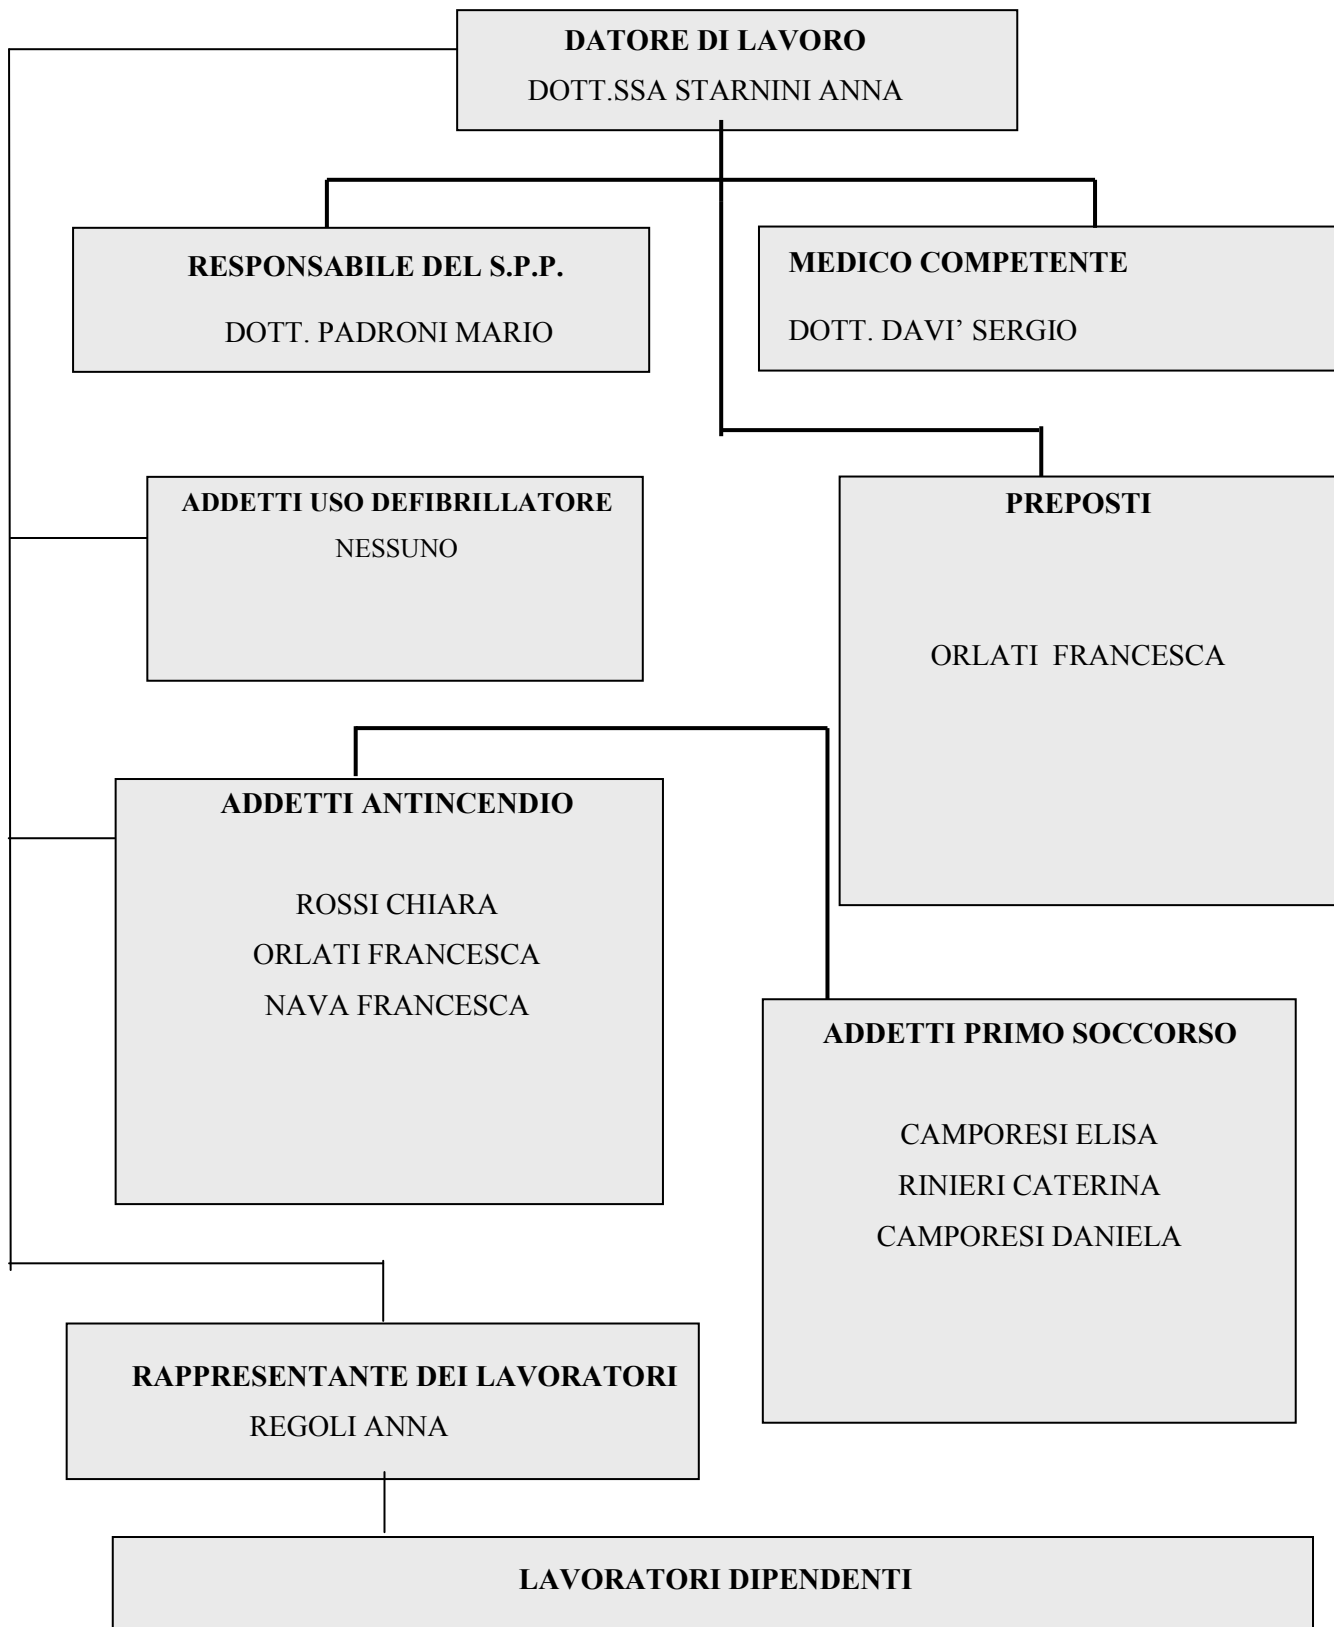 DATORE DI LAVORO
DOTT.SSA STARNINI ANNA
RESPONSABILE DEL S.P.P.
DOTT. PADRONI MARIO
MEDICO COMPETENTE
DOTT. DAVI’ SERGIO
ADDETTI USO DEFIBRILLATORE
NESSUNO
PREPOSTI
ORLATI FRANCESCA
ADDETTI ANTINCENDIO
ROSSI CHIARA
ORLATI FRANCESCA
NAVA FRANCESCA
ADDETTI PRIMO SOCCORSO
CAMPORESI ELISA
RINIERI CATERINA
CAMPORESI DANIELA
RAPPRESENTANTE DEI LAVORATORI
REGOLI ANNA
LAVORATORI DIPENDENTI